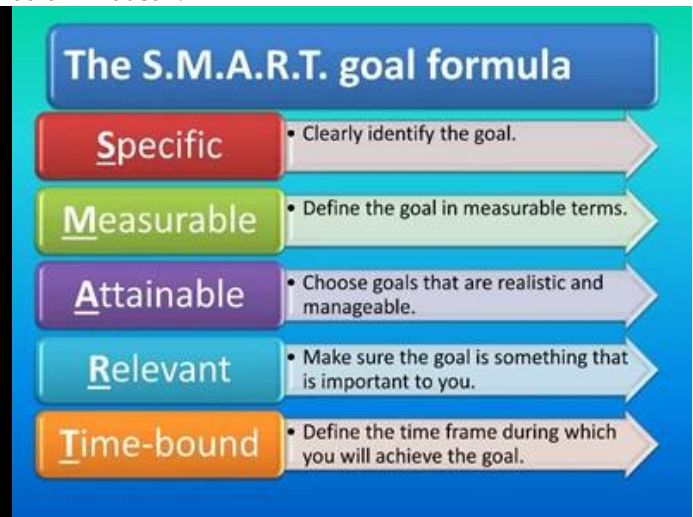 The S.M.A.R.T. goal formula
Specific
• Clearly identify the goal.
Measurable
• Define the goal in measurable terms.
Attainable
• Choose goals that are realistic and
manageable.
Relevant
• Make sure the goal is something that
is important to you.
Time-bound
• Define the time frame during which
you will achieve the goal.